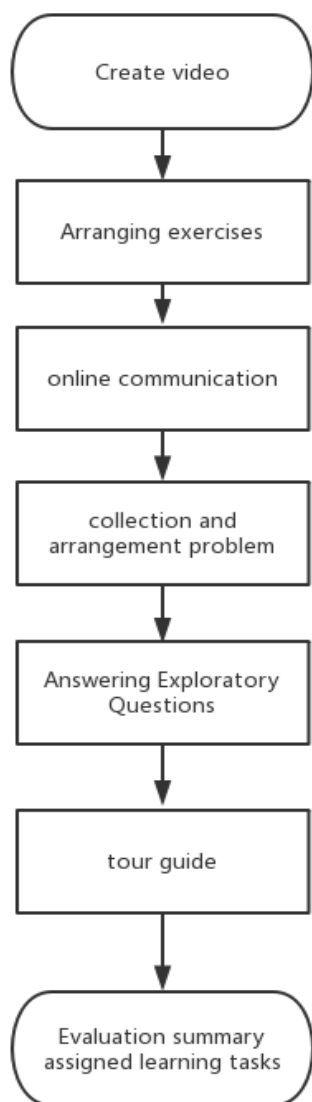 Create video
Arranging exercises
online communication
collection and
arrangement problem
Answering Exploratory
Questions
tour guide
Evaluation summary
assigned learning tasks